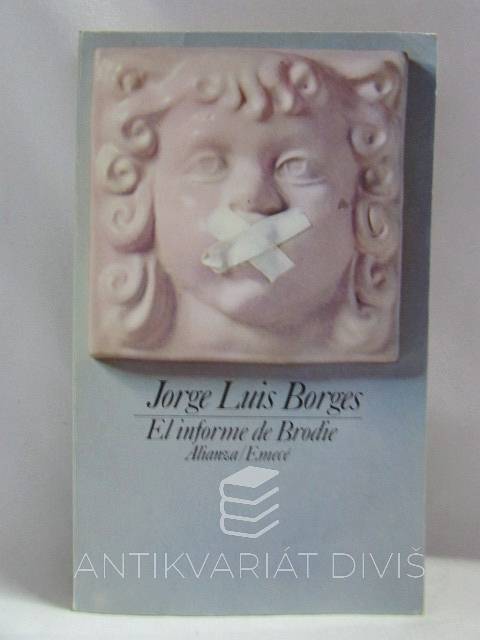 Jorge Luis Borges
El informe de Brodie
Alianza/Emecé
ANTIKVARIÁT DIVIŠ